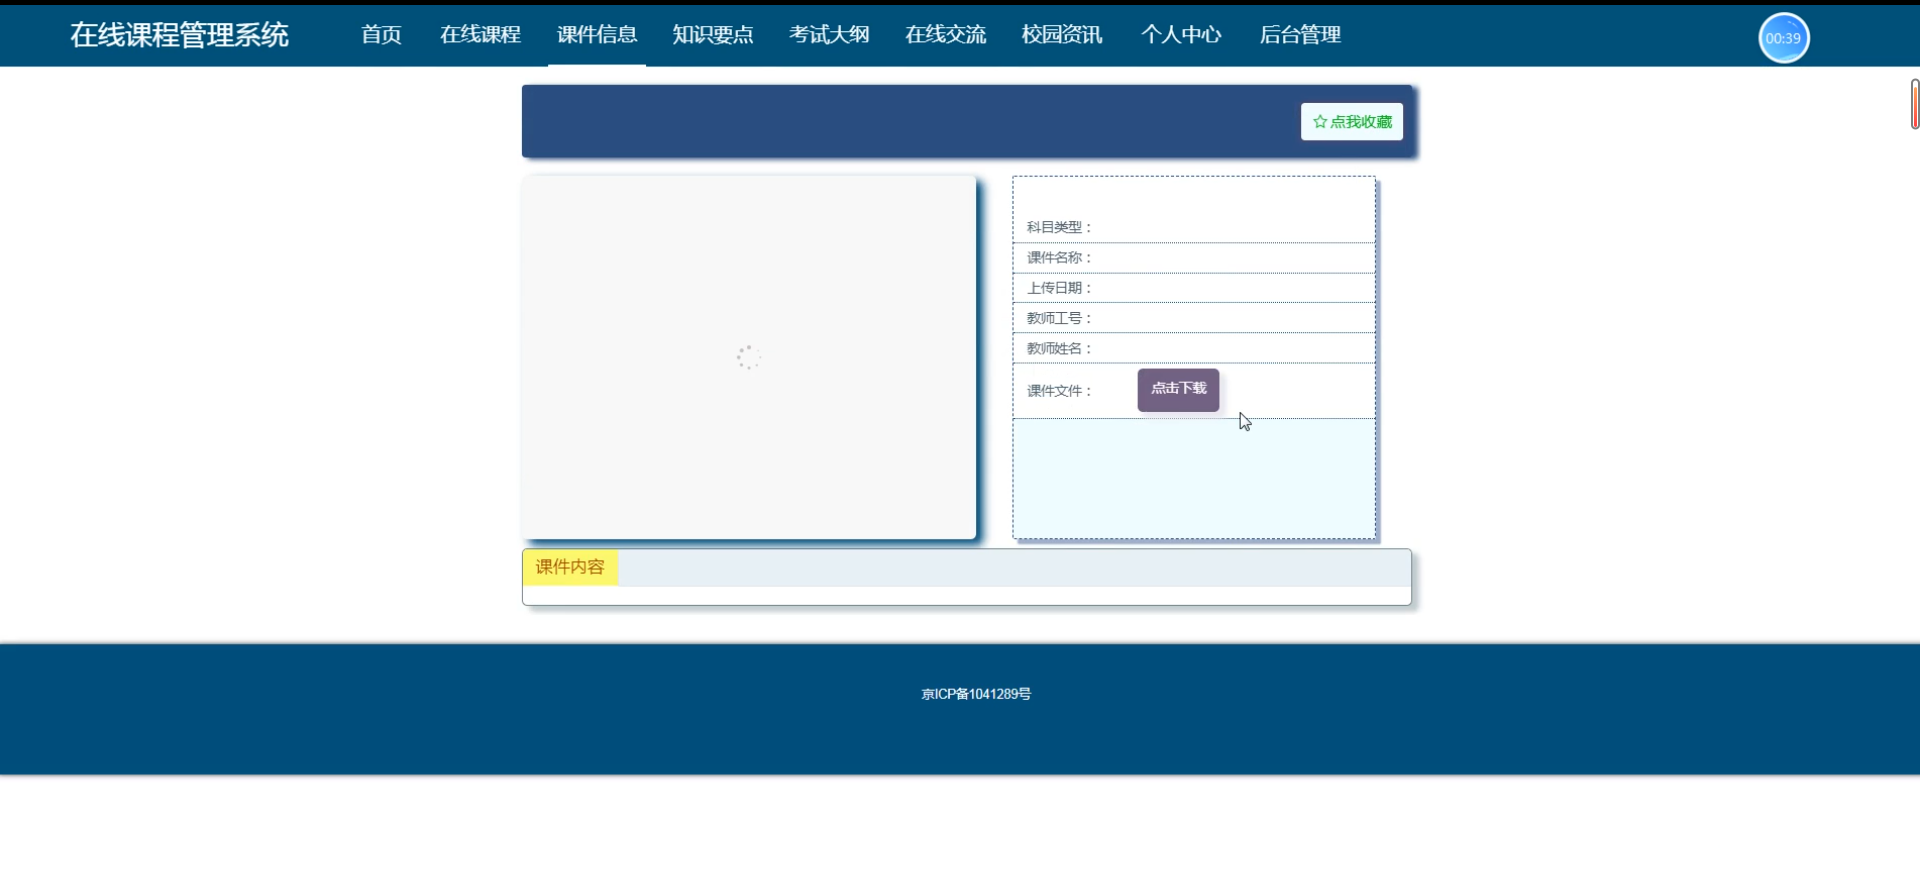 在线课程管理系统 首页 在线课程 课件信息 知识要点 考试大纲 在线交流 校园资讯 个人中心 后台管理 00:39
点我收藏
科目类型：
课件名称：
上传日期：
教师工号：
教师姓名：
课件文件： 点击下载
课件内容
京ICP备1041289号